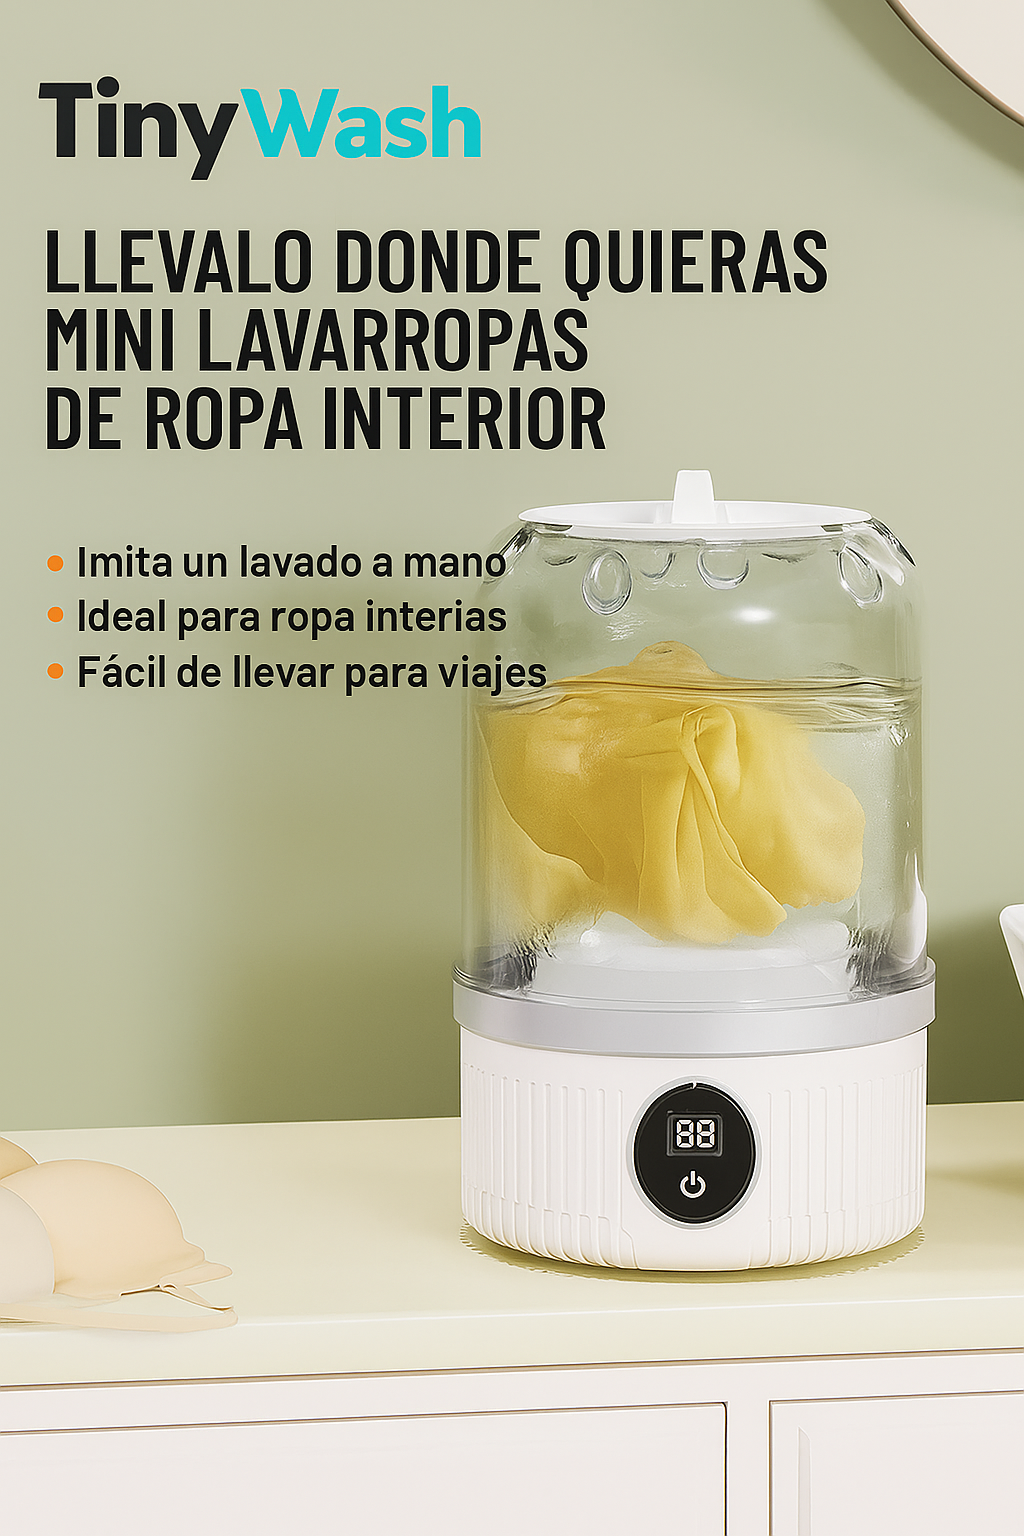 TinyWash
LLEVALO DONDE QUIERAS
MINI LAVARROPAS
DE ROPA INTERIOR
Imita un lavado a mano
Ideal para ropa interias
Fácil de llevar para viajes
88